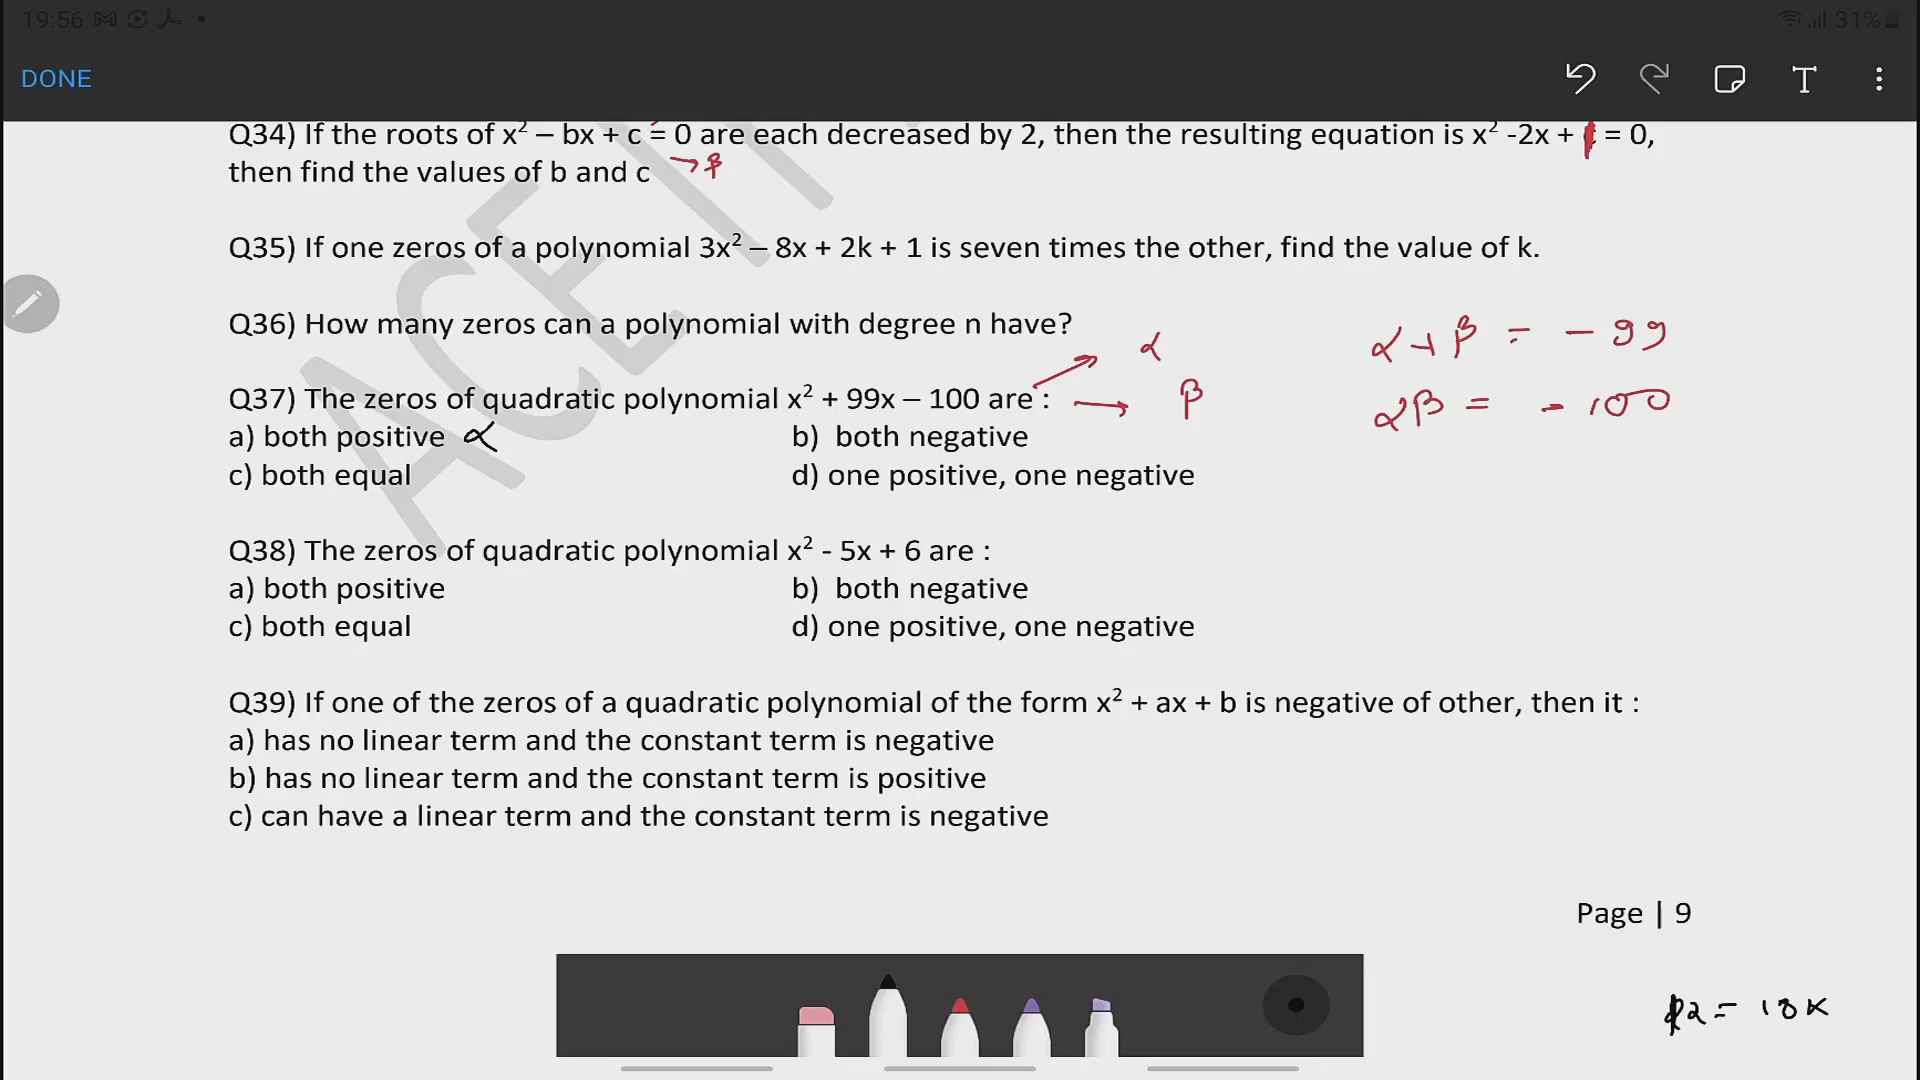 19:56 31%
DONE
T
Q34) If the roots of x² – bx + c = 0 are each decreased by 2, then the resulting equation is x² -2x + = 0,
then find the values of b and c → β
Q35) If one zeros of a polynomial 3x² – 8x + 2k + 1 is seven times the other, find the value of k.
Q36) How many zeros can a polynomial with degree n have?
α
α + β = - 99
Q37) The zeros of quadratic polynomial x² + 99x – 100 are : → β
αβ = - 100
a) both positive α b) both negative
c) both equal d) one positive, one negative
Q38) The zeros of quadratic polynomial x² - 5x + 6 are :
a) both positive b) both negative
c) both equal d) one positive, one negative
Q39) If one of the zeros of a quadratic polynomial of the form x² + ax + b is negative of other, then it :
a) has no linear term and the constant term is negative
b) has no linear term and the constant term is positive
c) can have a linear term and the constant term is negative
Page | 9
= 18k